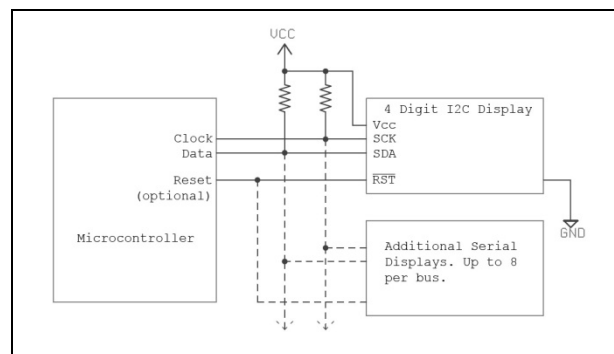 VCC
4 Digit I2C Display
Vcc
Clock
SCK
Data
SDA
Reset
RST
(optional)
Microcontroller
GND
Additional Serial
Displays. Up to 8
per bus.